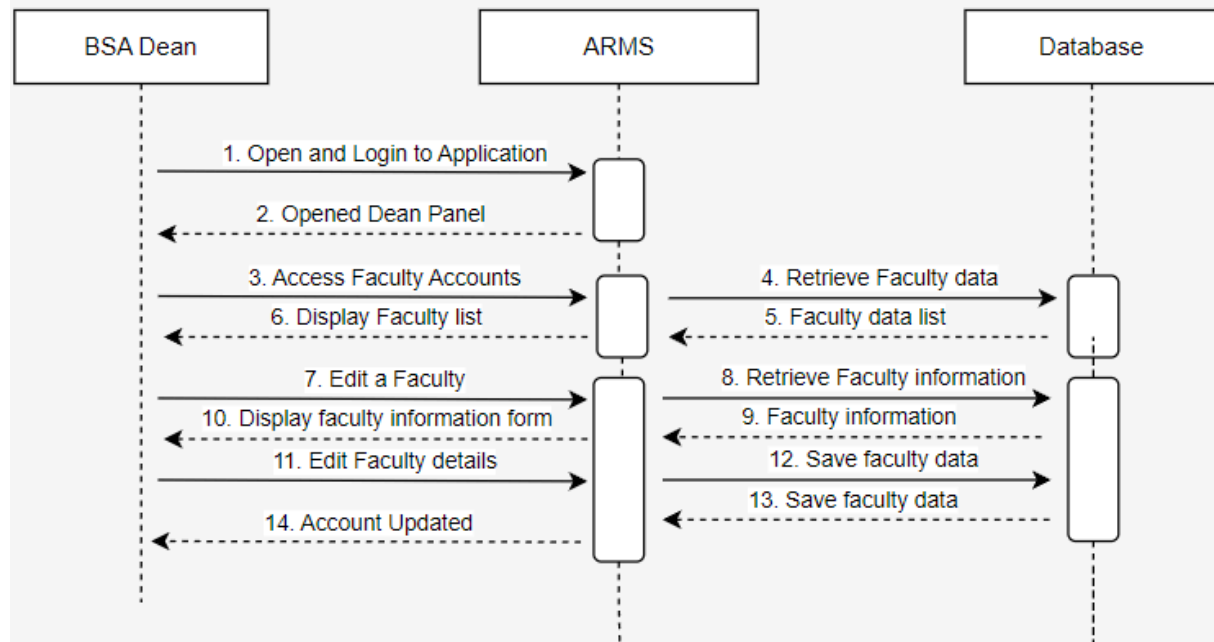 BSA Dean
ARMS
Database
1. Open and Login to Application
2. Opened Dean Panel
3. Access Faculty Accounts
4. Retrieve Faculty data
6. Display Faculty list
5. Faculty data list
7. Edit a Faculty
8. Retrieve Faculty information
10. Display faculty information form
9. Faculty information
11. Edit Faculty details
12. Save faculty data
13. Save faculty data
14. Account Updated